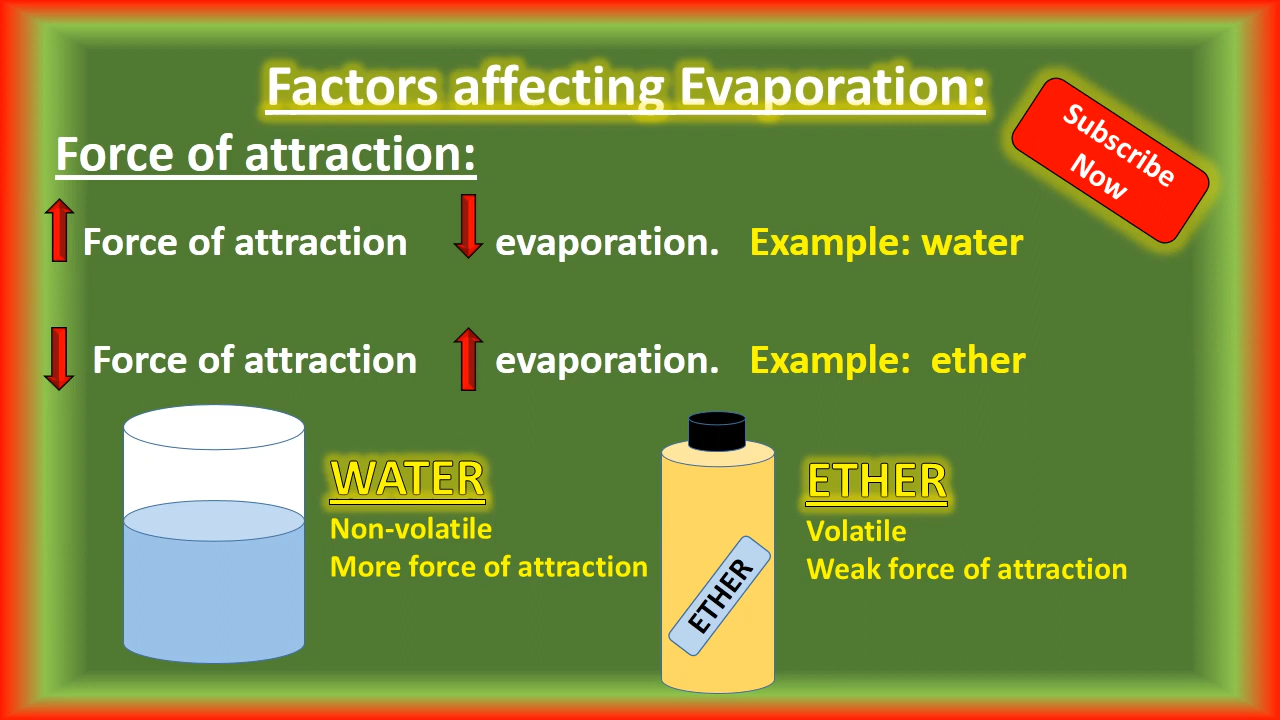 Factors affecting Evaporation:
Subscribe
Now
Force of attraction:
Force of attraction evaporation. Example: water
Force of attraction evaporation. Example: ether
WATER
Non-volatile
More force of attraction
ETHER
Volatile
Weak force of attraction
ETHER